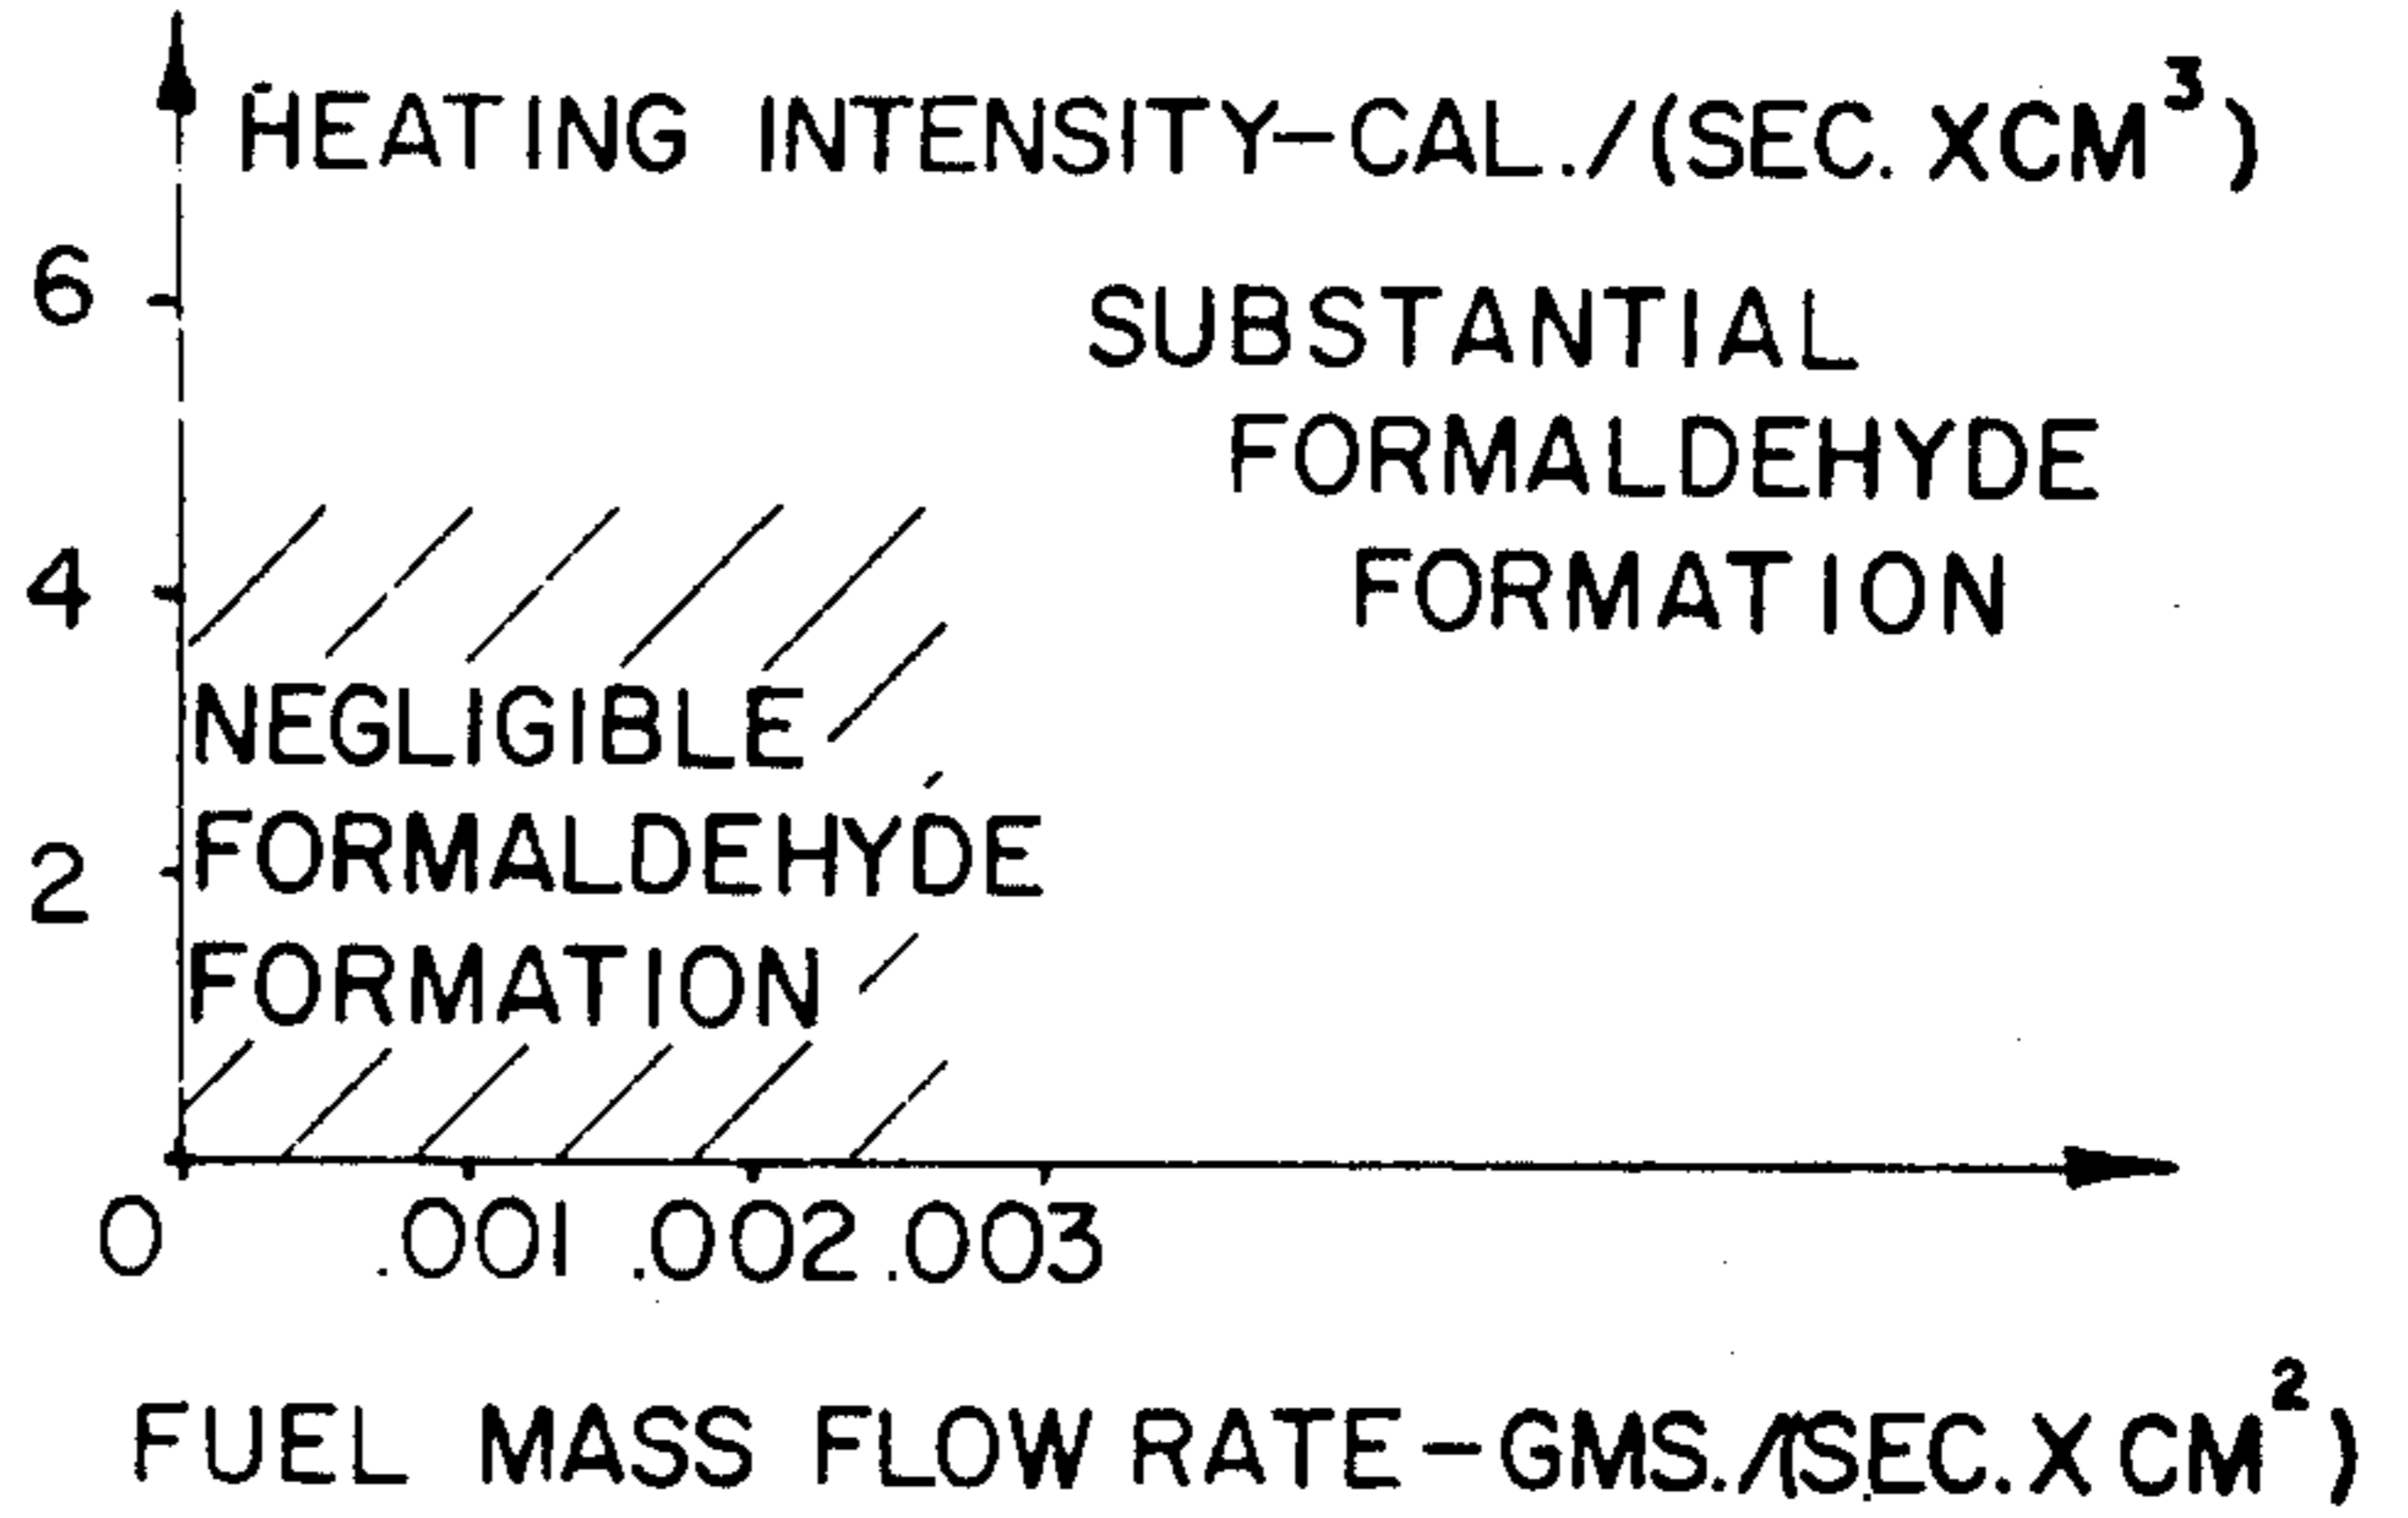 HEATING INTENSITY-CAL./(SEC. XCM³)
6
SUBSTANTIAL
FORMALDEHYDE
4
FORMATION
NEGLIGIBLE
2
FORMALDEHYDE
FORMATION
0 .001 .002 .003
FUEL MASS FLOW RATE-GMS./(SEC. X CM²)